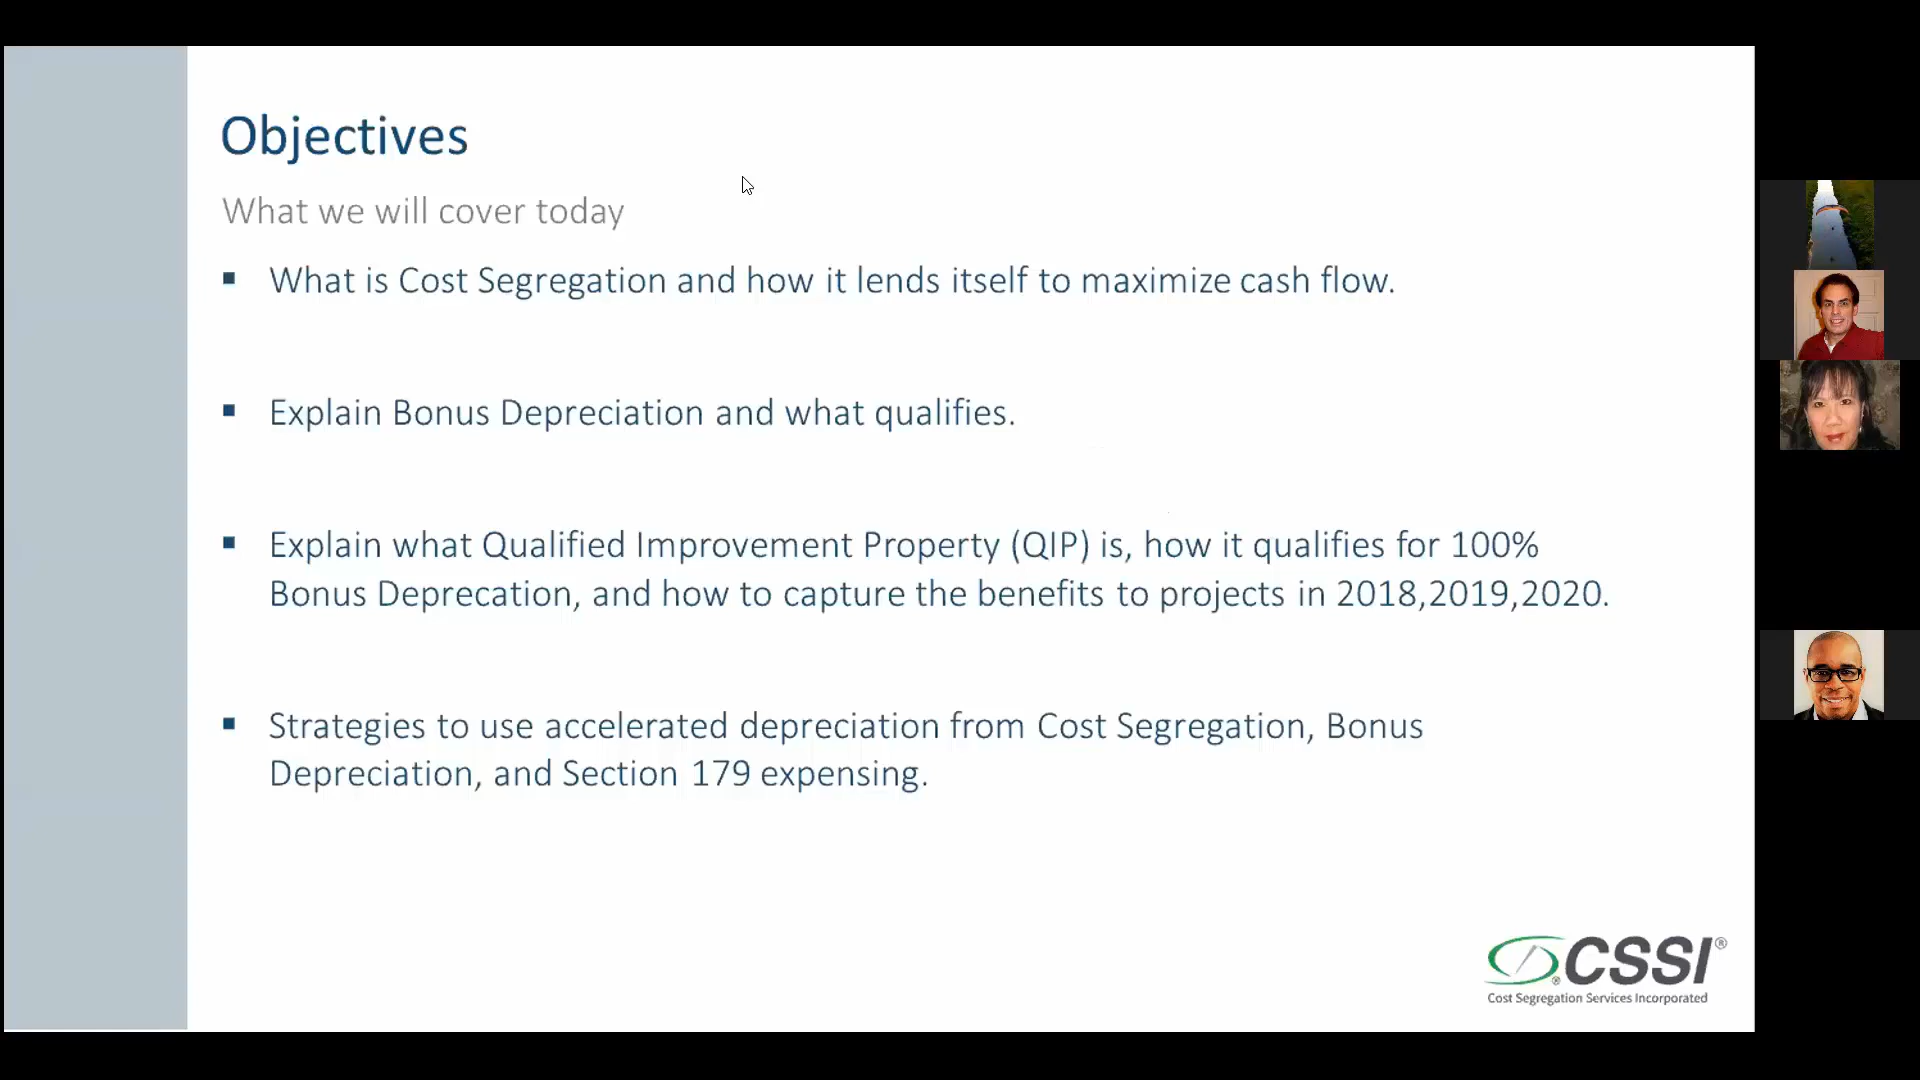 Objectives
What we will cover today
▪ What is Cost Segregation and how it lends itself to maximize cash flow.
▪ Explain Bonus Depreciation and what qualifies.
▪ Explain what Qualified Improvement Property (QIP) is, how it qualifies for 100%
Bonus Deprecation, and how to capture the benefits to projects in 2018,2019,2020.
▪ Strategies to use accelerated depreciation from Cost Segregation, Bonus
Depreciation, and Section 179 expensing.
CSSI®
Cost Segregation Services Incorporated